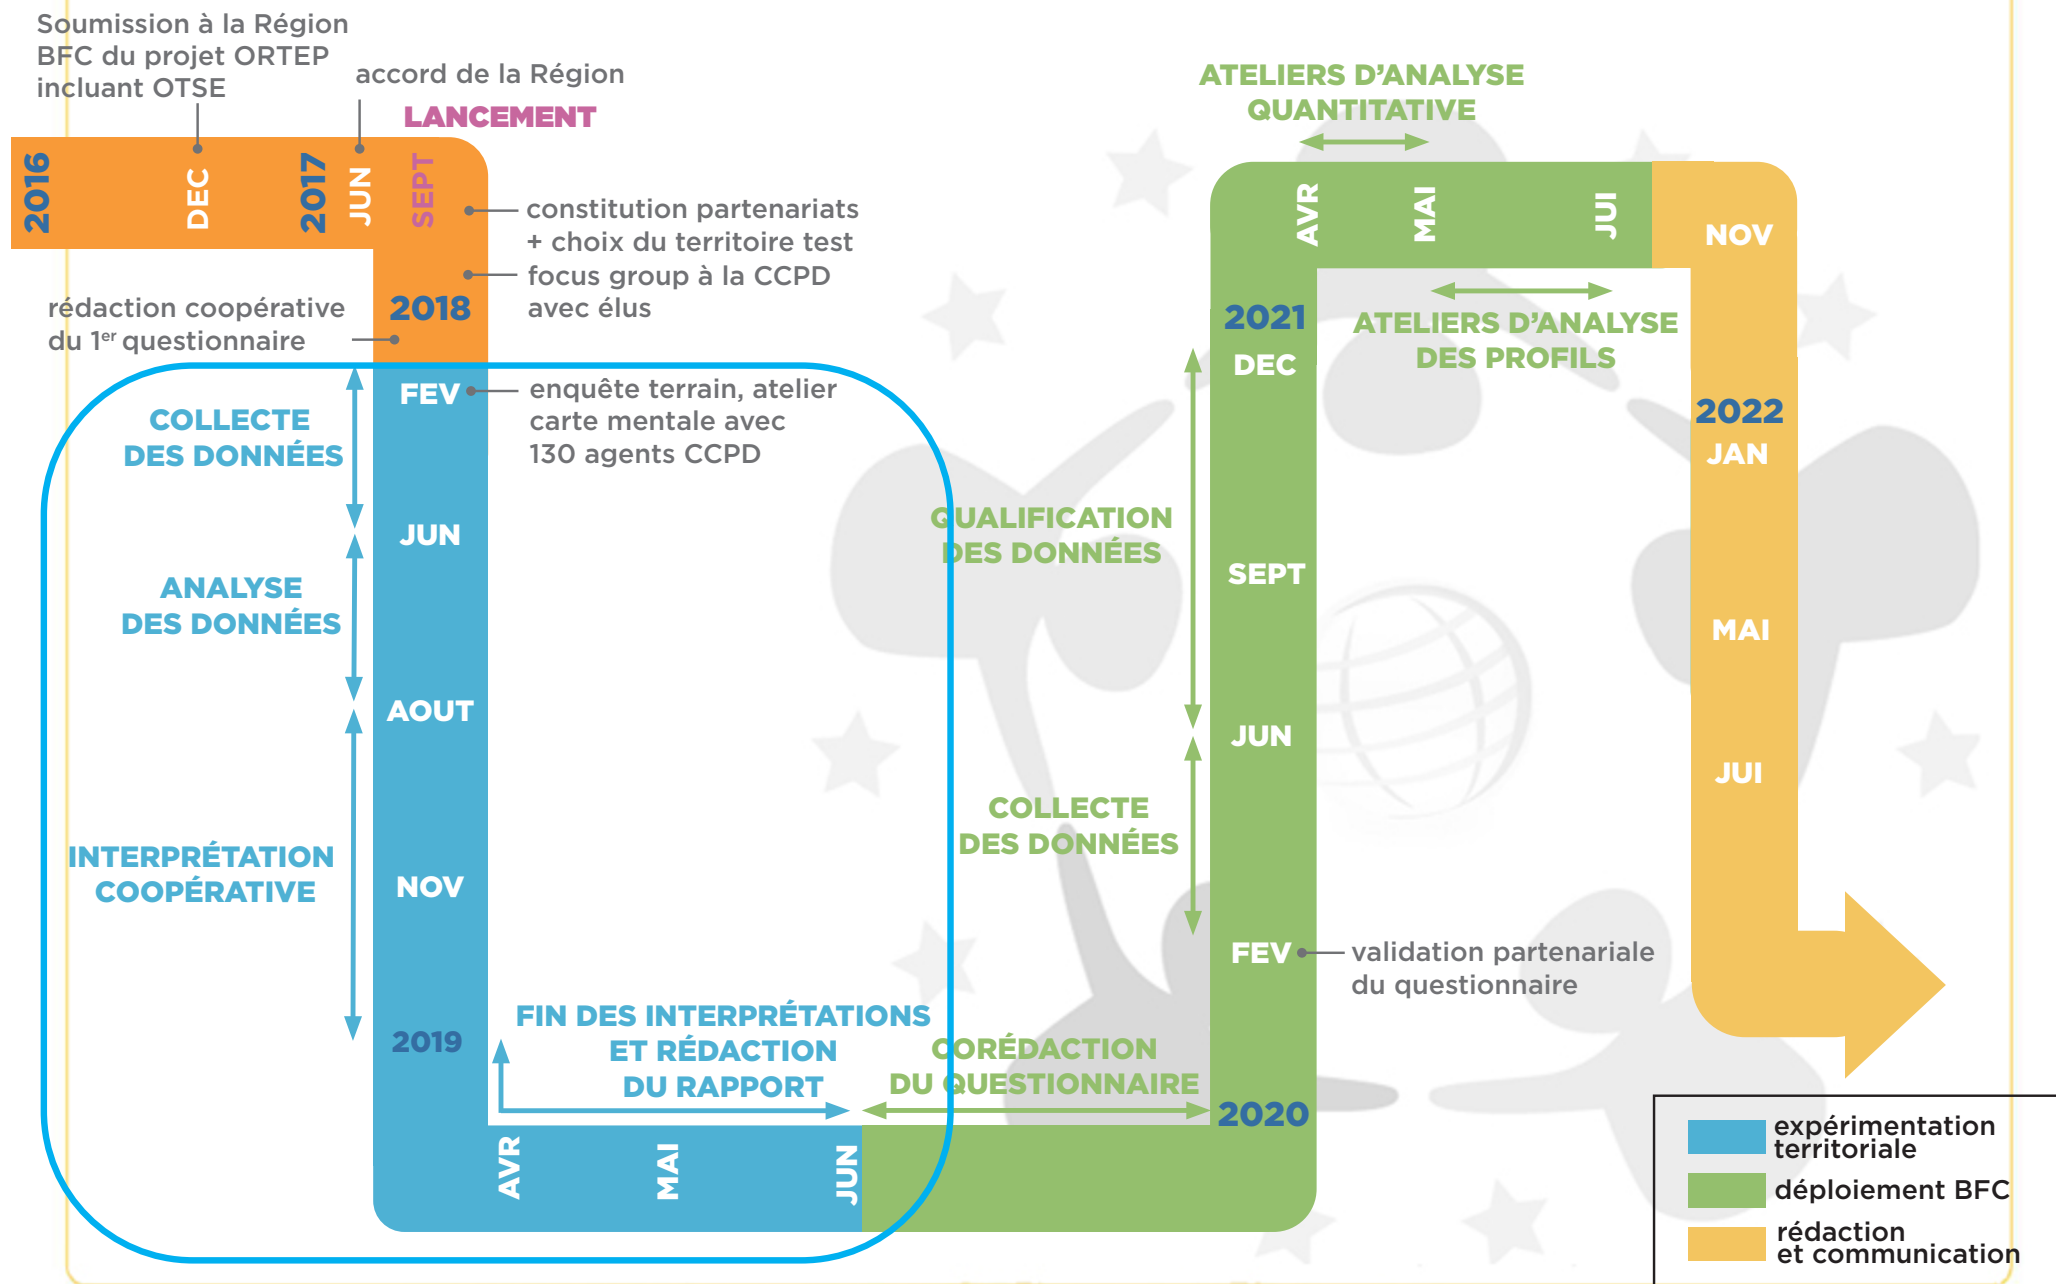 Soumission à la Région
BFC du projet ORTEP
incluant OTSE
accord de la Région
LANCEMENT
2016
DEC
2017
JUN
SEPT
constitution partenariats
+ choix du territoire test
focus group à la CCPD
avec élus
2018
rédaction coopérative
du 1er questionnaire
FEV
enquête terrain, atelier
carte mentale avec
130 agents CCPD
COLLECTE
DES DONNÉES
JUN
ANALYSE
DES DONNÉES
AOUT
INTERPRÉTATION
COOPÉRATIVE
NOV
2019
FIN DES INTERPRÉTATIONS
ET RÉDACTION
DU RAPPORT
AVR
MAI
JUN
CORÉDACTION
DU QUESTIONNAIRE
2020
FEV
validation partenariale
du questionnaire
COLLECTE
DES DONNÉES
JUN
QUALIFICATION
DES DONNÉES
SEPT
DEC
2021
ATELIERS D'ANALYSE
QUANTITATIVE
AVR
MAI
JUI
ATELIERS D'ANALYSE
DES PROFILS
NOV
2022
JAN
MAI
JUI
expérimentation
territoriale
déploiement BFC
rédaction
et communication